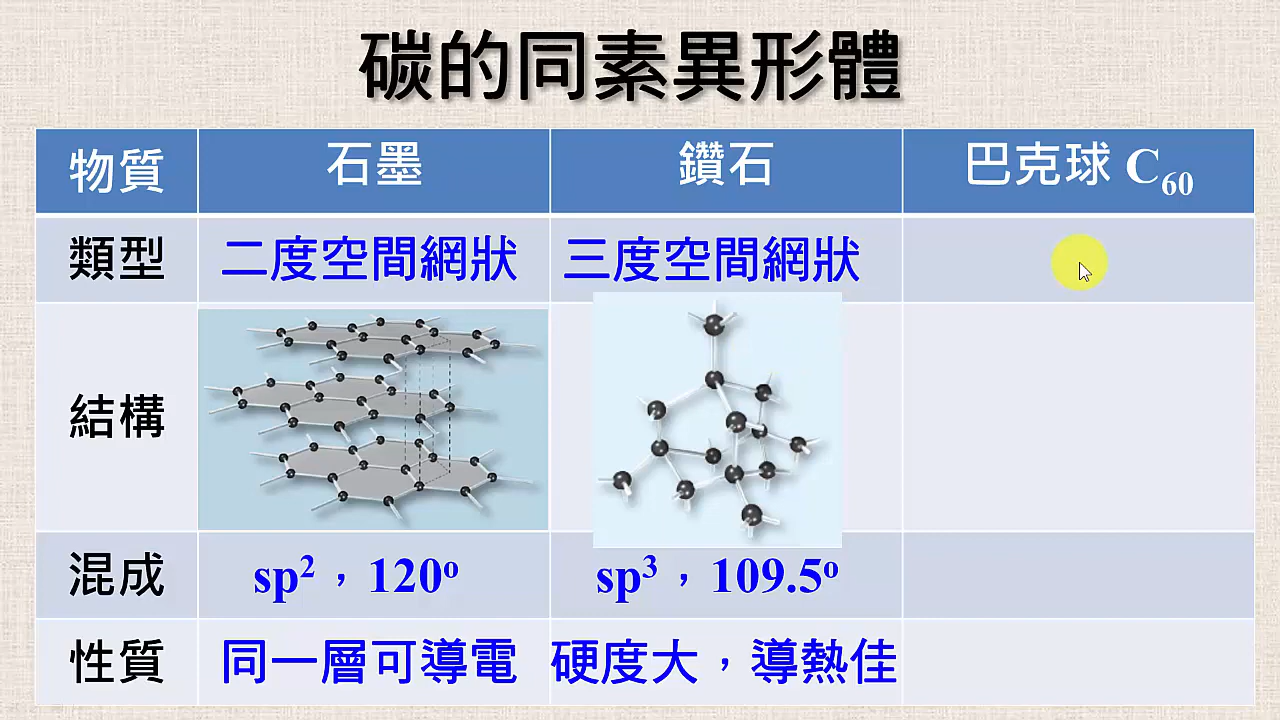 碳的同素異形體
物質 石墨 鑽石 巴克球 C₆₀
類型 二度空間網狀 三度空間網狀
結構
混成 sp²，120º sp³，109.5º
性質 同一層可導電 硬度大，導熱佳